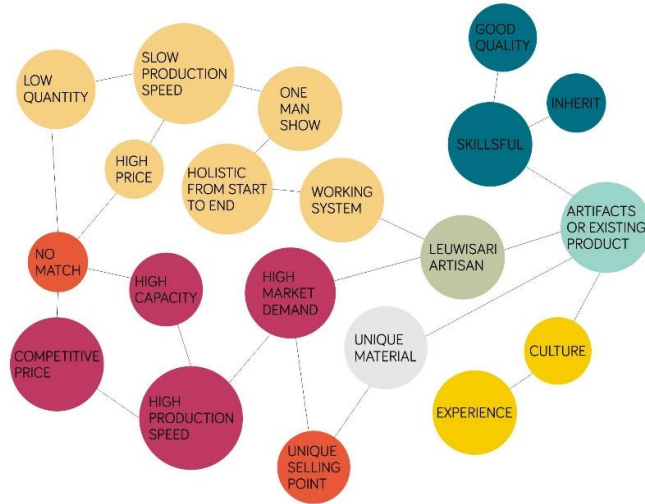 GOOD
QUALITY
SLOW
PRODUCTION
SPEED
LOW
QUANTITY
ONE
MAN
SHOW
INHERIT
SKILLSFUL
HIGH
PRICE
HOLISTIC
FROM START
TO END
WORKING
SYSTEM
ARTIFACTS
OR EXISTING
PRODUCT
LEUWISARI
ARTISAN
NO
MATCH
HIGH
CAPACITY
HIGH
MARKET
DEMAND
UNIQUE
MATERIAL
CULTURE
COMPETITIVE
PRICE
HIGH
PRODUCTION
SPEED
EXPERIENCE
UNIQUE
SELLING
POINT